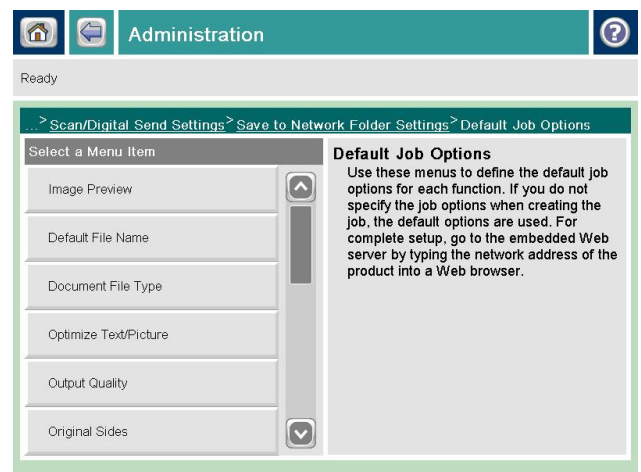 Administration
Ready
...> Scan/Digital Send Settings > Save to Network Folder Settings > Default Job Options
Select a Menu Item
Image Preview
Default File Name
Document File Type
Optimize Text/Picture
Output Quality
Original Sides
Default Job Options
Use these menus to define the default job
options for each function. If you do not
specify the job options when creating the
job, the default options are used. For
complete setup, go to the embedded Web
server by typing the network address of the
product into a Web browser.